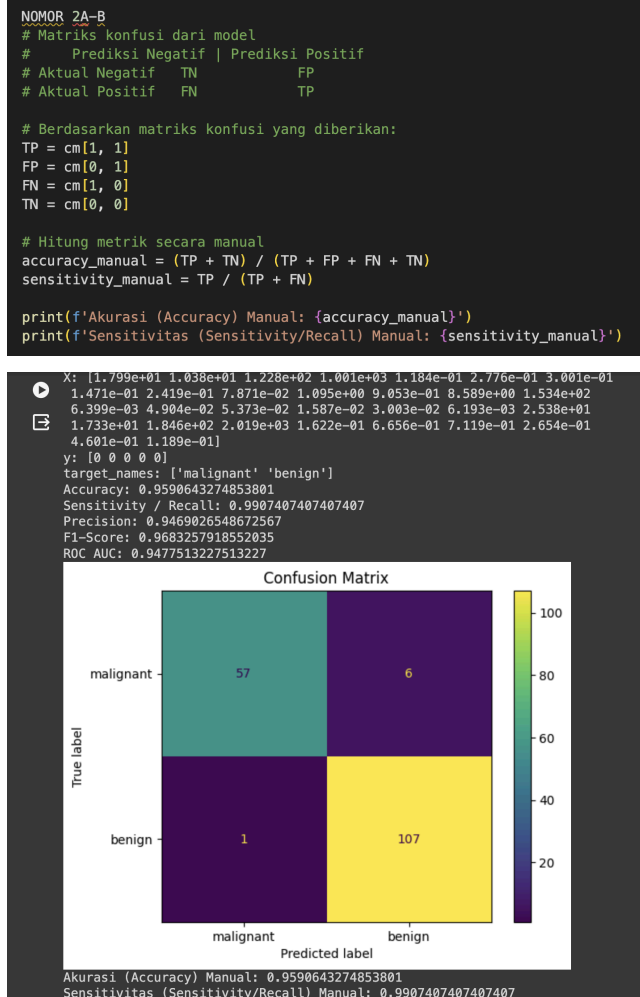 NOMOR 2A-B
# Matriks konfusi dari model
#     Prediksi Negatif | Prediksi Positif
# Aktual Negatif   TN            FP
# Aktual Positif   FN            TP
# Berdasarkan matriks konfusi yang diberikan:
TP = cm[1, 1]
FP = cm[0, 1]
FN = cm[1, 0]
TN = cm[0, 0]
# Hitung metrik secara manual
accuracy_manual = (TP + TN) / (TP + FP + FN + TN)
sensitivity_manual = TP / (TP + FN)
print(f'Akurasi (Accuracy) Manual: {accuracy_manual}')
print(f'Sensitivitas (Sensitivity/Recall) Manual: {sensitivity_manual}')
X: [1.799e+01 1.038e+01 1.228e+02 1.001e+03 1.184e-01 2.776e-01 3.001e-01
1.471e-01 2.419e-01 7.871e-02 1.095e+00 9.053e-01 8.589e+00 1.534e+02
6.399e-03 4.904e-02 5.373e-02 1.587e-02 3.003e-02 6.193e-03 2.538e+01
1.733e+01 1.846e+02 2.019e+03 1.622e-01 6.656e-01 7.119e-01 2.654e-01
4.601e-01 1.189e-01]
y: [0 0 0 0 0]
target_names: ['malignant' 'benign']
Accuracy: 0.9590643274853801
Sensitivity / Recall: 0.9907407407407407
Precision: 0.9469026548672567
F1-Score: 0.9683257918552035
ROC AUC: 0.9477513227513227
Confusion Matrix
100
malignant
57
6
80
60
True label
40
benign
1
107
20
malignant
benign
Predicted label
Akurasi (Accuracy) Manual: 0.9590643274853801
Sensitivitas (Sensitivity/Recall) Manual: 0.9907407407407407